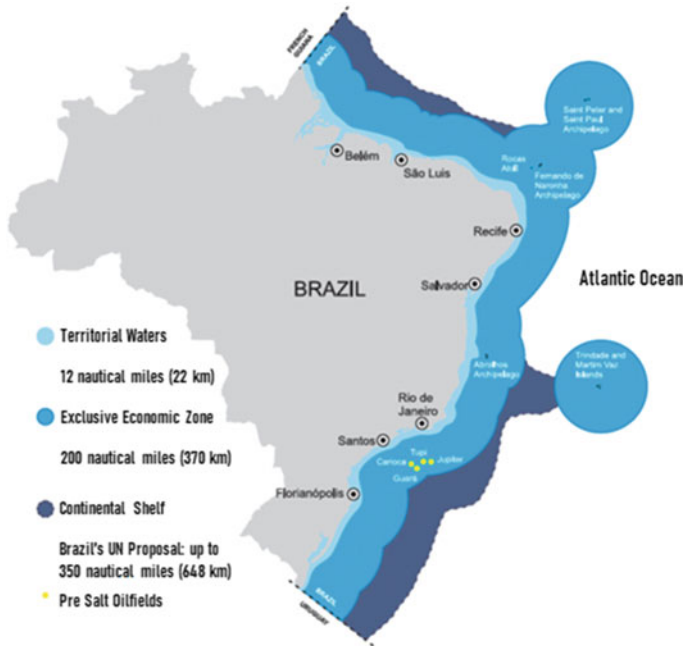 FRENCH
GUIANA
BRAZIL
Saint Peter and
Saint Paul
Archipelago
Belém
São Luís
Rocas
Atoll
Fernando de
Naronha
Archipelago
Recife
BRAZIL
Salvador
Atlantic Ocean
Territorial Waters
12 nautical miles (22 km)
Abrolhos
Archipelago
Trindade and
Martim Vaz
Islands
Exclusive Economic Zone
200 nautical miles (370 km)
Rio de
Janeiro
Santos
Tupi
Carioca
Jupiter
Guará
Florianópolis
Continental Shelf
Brazil's UN Proposal: up to
350 nautical miles (648 km)
Pre Salt Oilfields
BRAZIL
URUGUAY